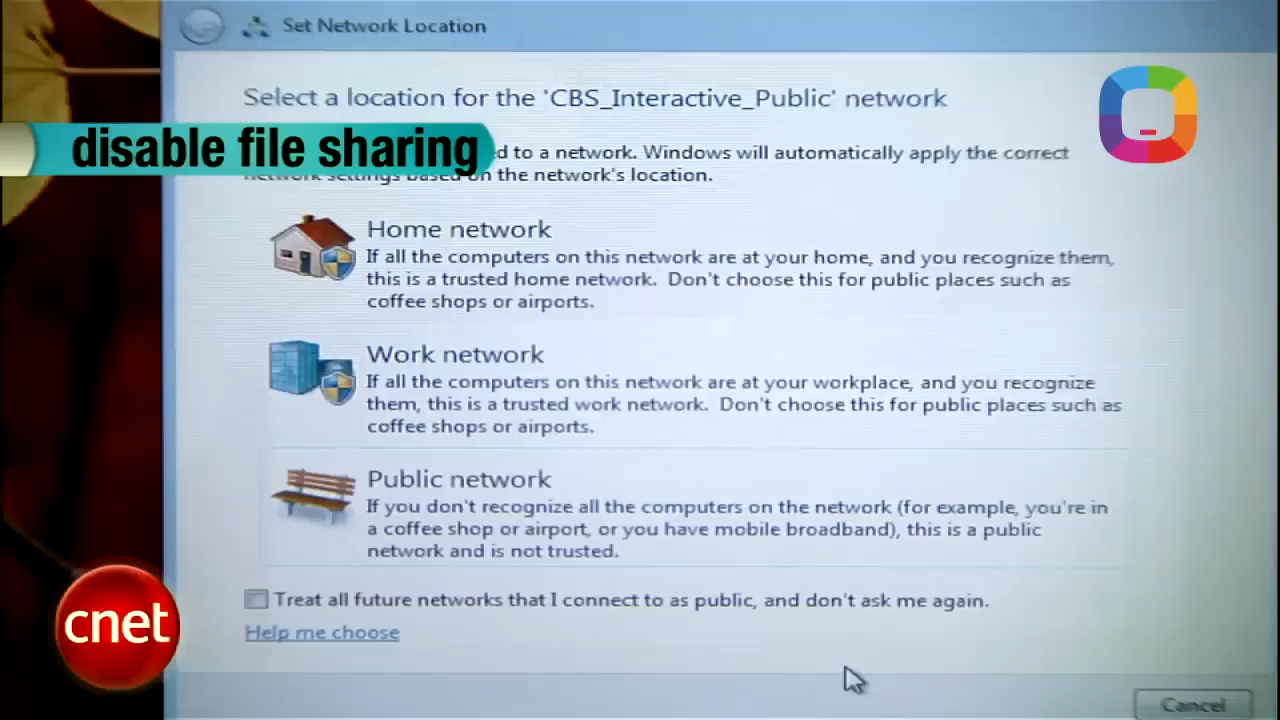 Set Network Location
Select a location for the 'CBS_Interactive_Public' network
disable file sharing
d to a network. Windows will automatically apply the correct
network settings based on the network's location.
Home network
If all the computers on this network are at your home, and you recognize them,
this is a trusted home network. Don't choose this for public places such as
coffee shops or airports.
Work network
If all the computers on this network are at your workplace, and you recognize
them, this is a trusted work network. Don't choose this for public places such as
coffee shops or airports.
Public network
If you don't recognize all the computers on the network (for example, you're in
a coffee shop or airport, or you have mobile broadband), this is a public
network and is not trusted.
Treat all future networks that I connect to as public, and don't ask me again.
Help me choose
cnet
Cancel